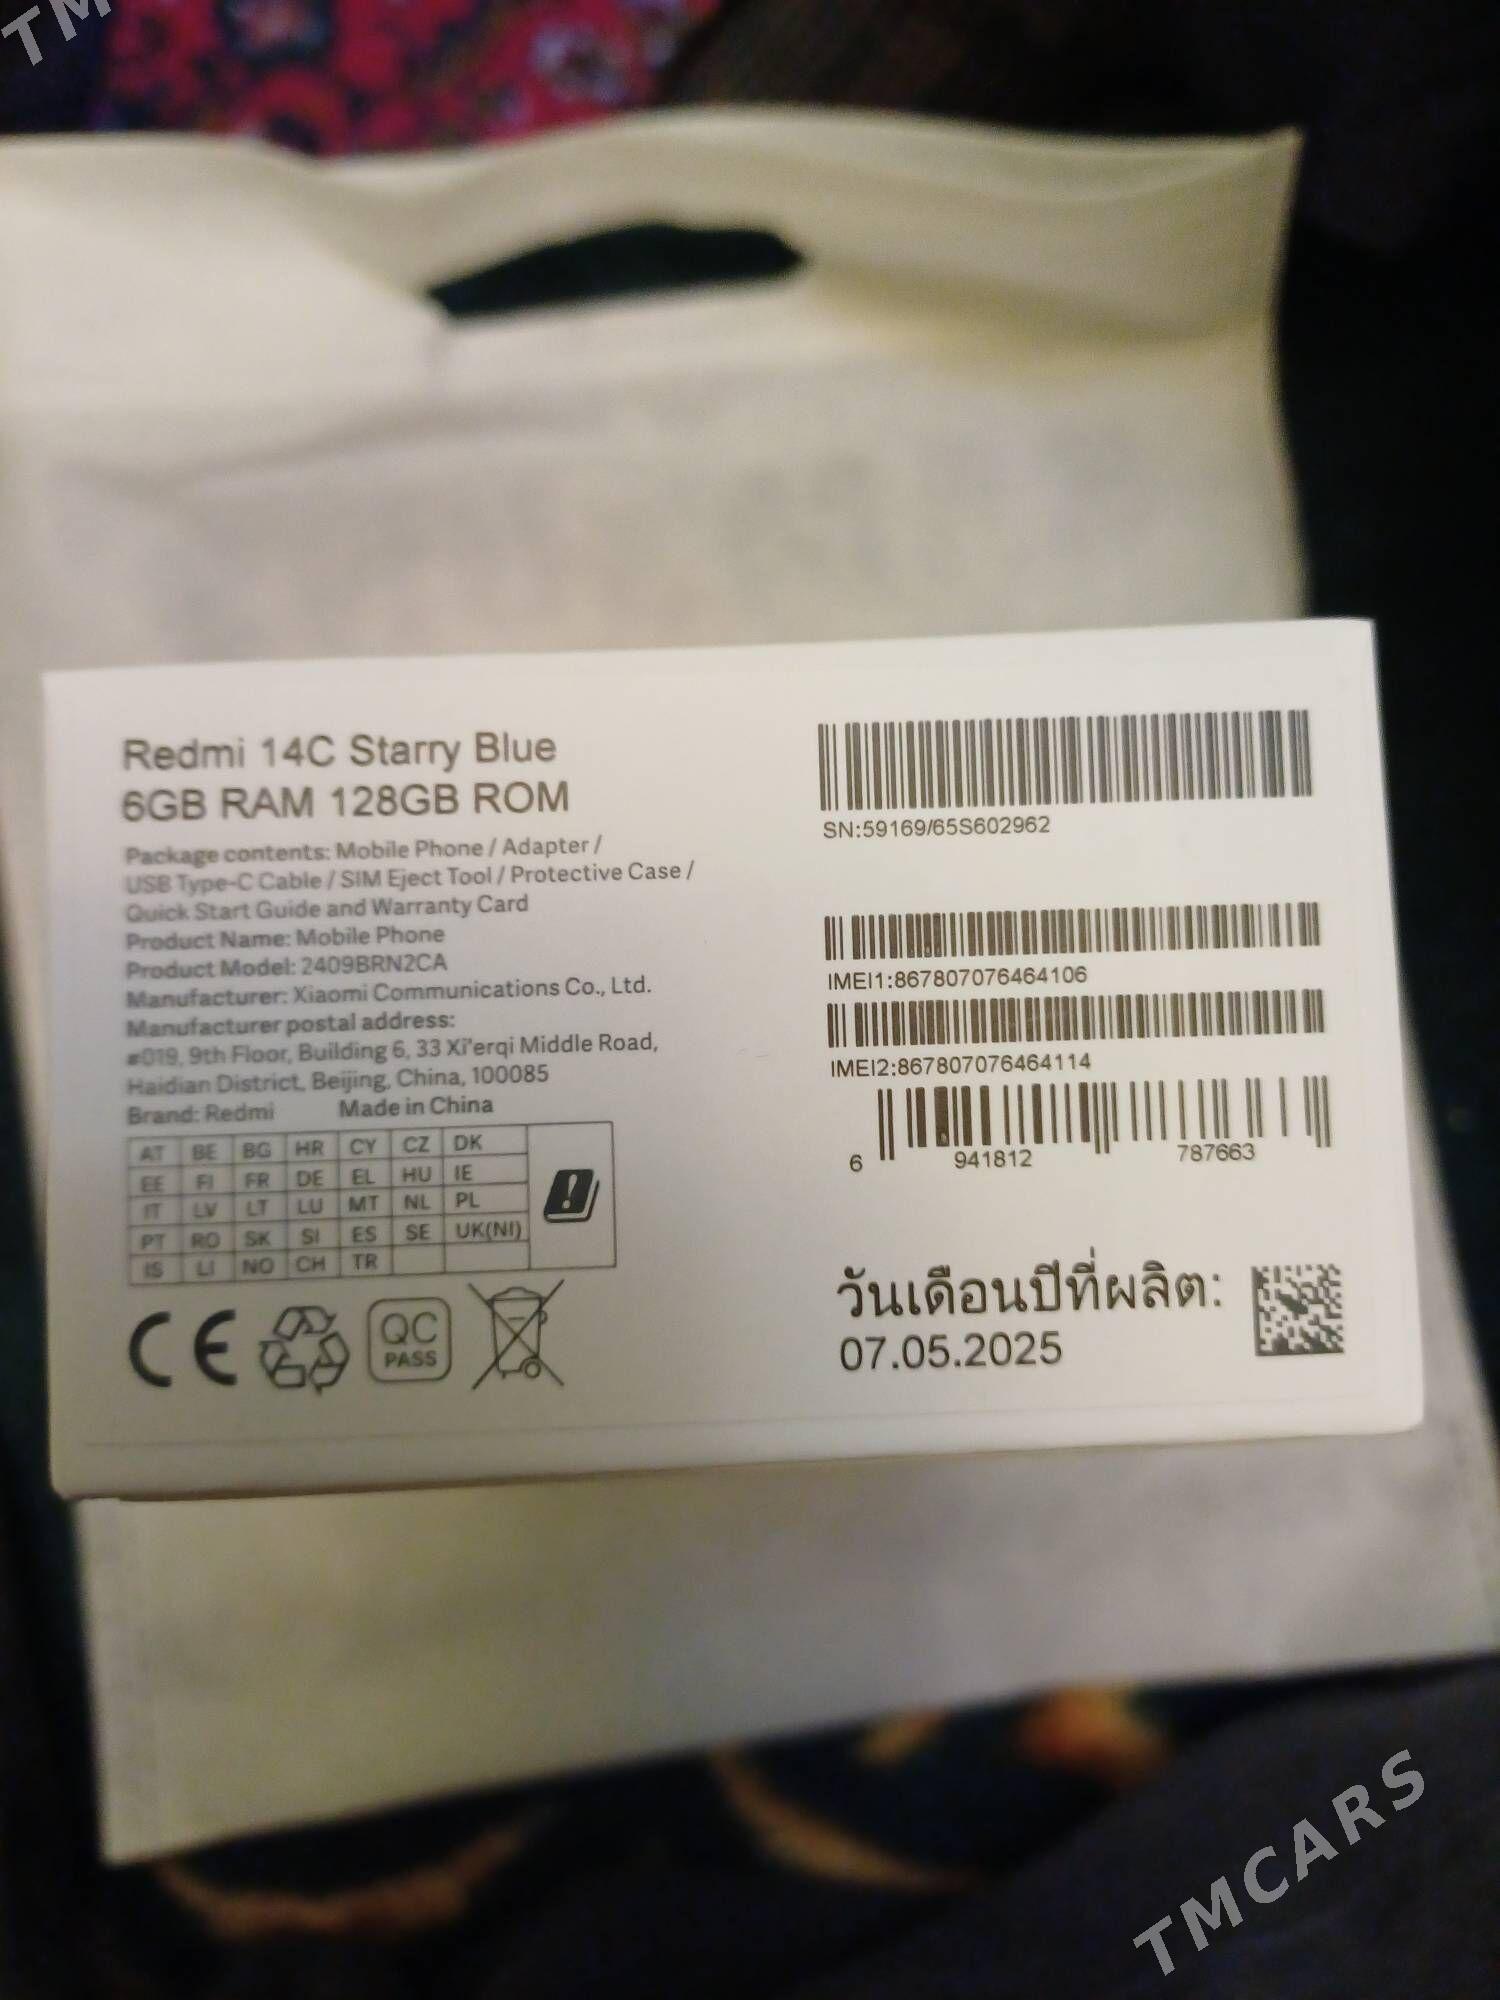 TM
Redmi 14C Starry Blue
6GB RAM 128GB ROM
Package contents: Mobile Phone / Adapter /
USB Type-C Cable / SIM Eject Tool / Protective Case /
Quick Start Guide and Warranty Card
Product Name: Mobile Phone
Product Model: 2409BRN2CA
Manufacturer: Xiaomi Communications Co., Ltd.
Manufacturer postal address:
#019, 9th Floor, Building 6, 33 Xi'erqi Middle Road,
Haidian District, Beijing, China, 100085
Brand: Redmi Made in China
AT BE BG HR CY CZ DK
EE FI FR DE EL HU IE
IT LV LT LU MT NL PL
PT RO SK SI ES SE UK(NI)
IS LI NO CH TR
CE
QC
PASS
SN:59169/65S602962
IMEI1:867807076464106
IMEI2:867807076464114
6 941812 787663
วันเดือนปีที่ผลิต:
07.05.2025
TMCARS